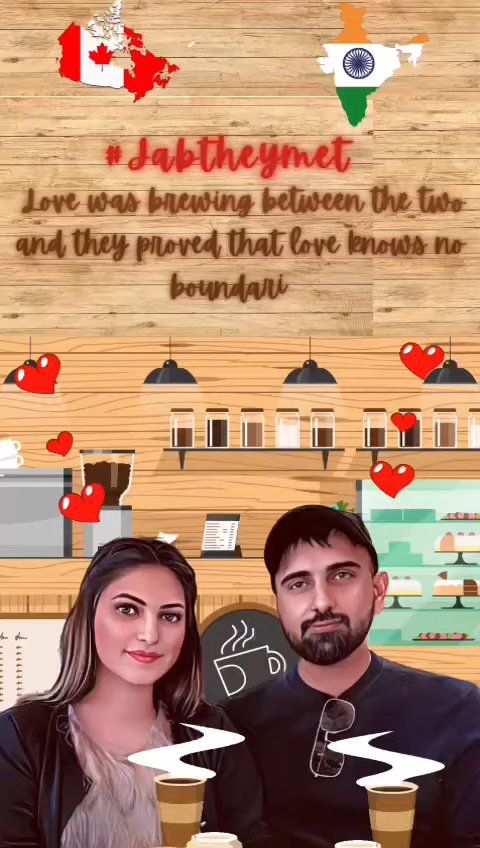 #Jabtheymet
Love was brewing between the two
and they proved that love knows no
boundari